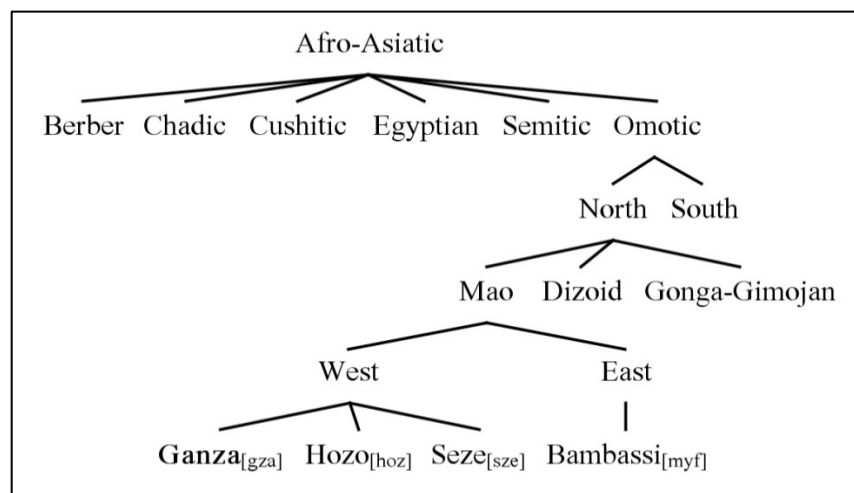 Afro-Asiatic
Berber Chadic Cushitic Egyptian Semitic Omotic
North South
Mao Dizoid Gonga-Gimojan
West East
Ganza[gza] Hozo[hoz] Seze[sze] Bambassi[myf]